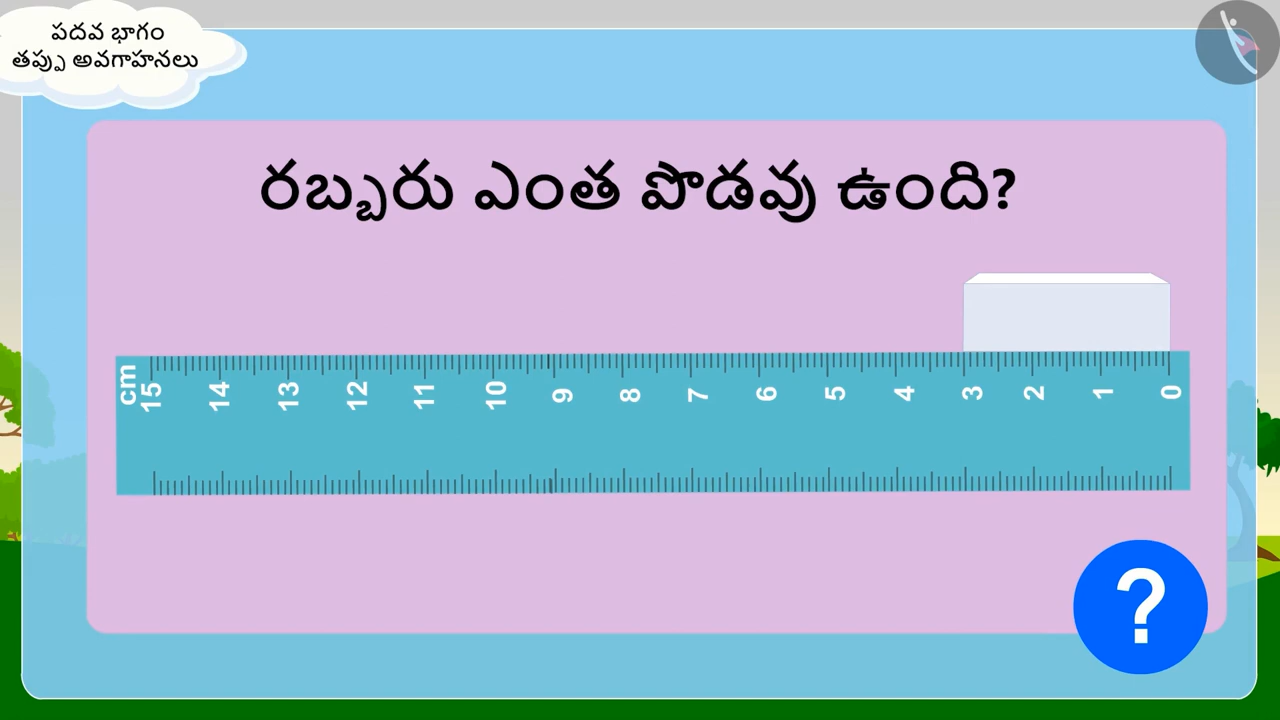 పదవ భాగం
తప్పు అవగాహనలు
రబ్బరు ఎంత పొడవు ఉంది?
cm 15 14 13 12 11 10 9 8 7 6 5 4 3 2 1 0
?